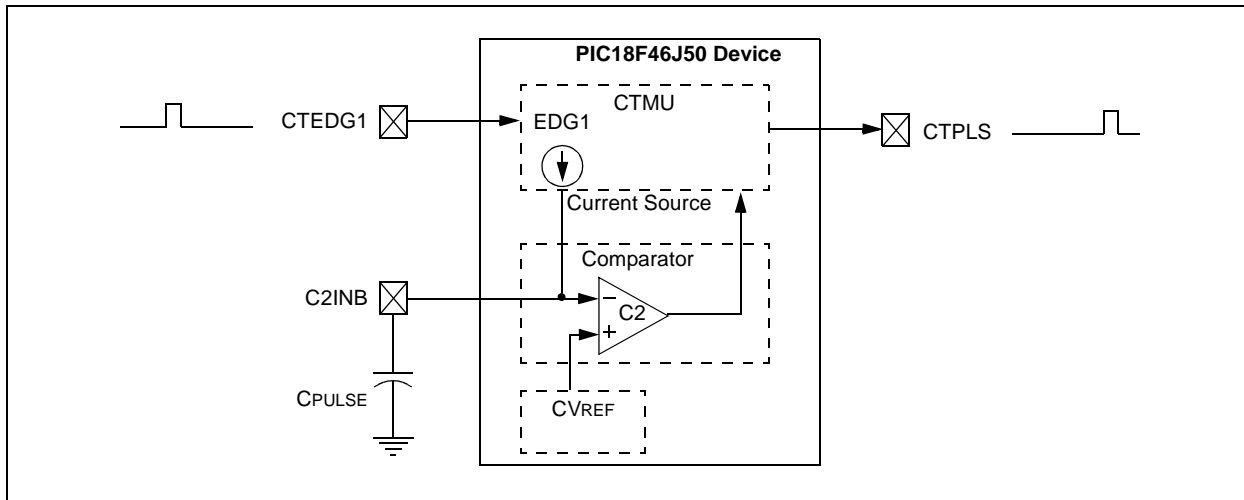 PIC18F46J50 Device
CTMU
CTEDG1
EDG1
CTPLS
Current Source
Comparator
C2INB
−
C2
+
CPULSE
CVREF